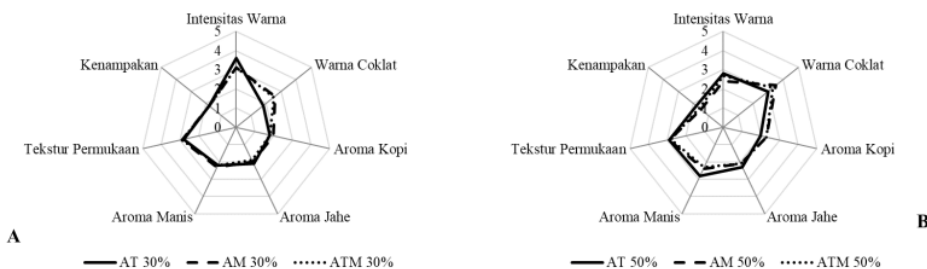 Intensitas Warna
5
4
3
2
1
0
Kenampakan
Warna Coklat
Tekstur Permukaan
Aroma Kopi
Aroma Manis
Aroma Jahe
A
AT 30%
AM 30%
ATM 30%
Intensitas Warna
5
4
3
2
1
0
Kenampakan
Warna Coklat
Tekstur Permukaan
Aroma Kopi
Aroma Manis
Aroma Jahe
B
AT 50%
AM 50%
ATM 50%